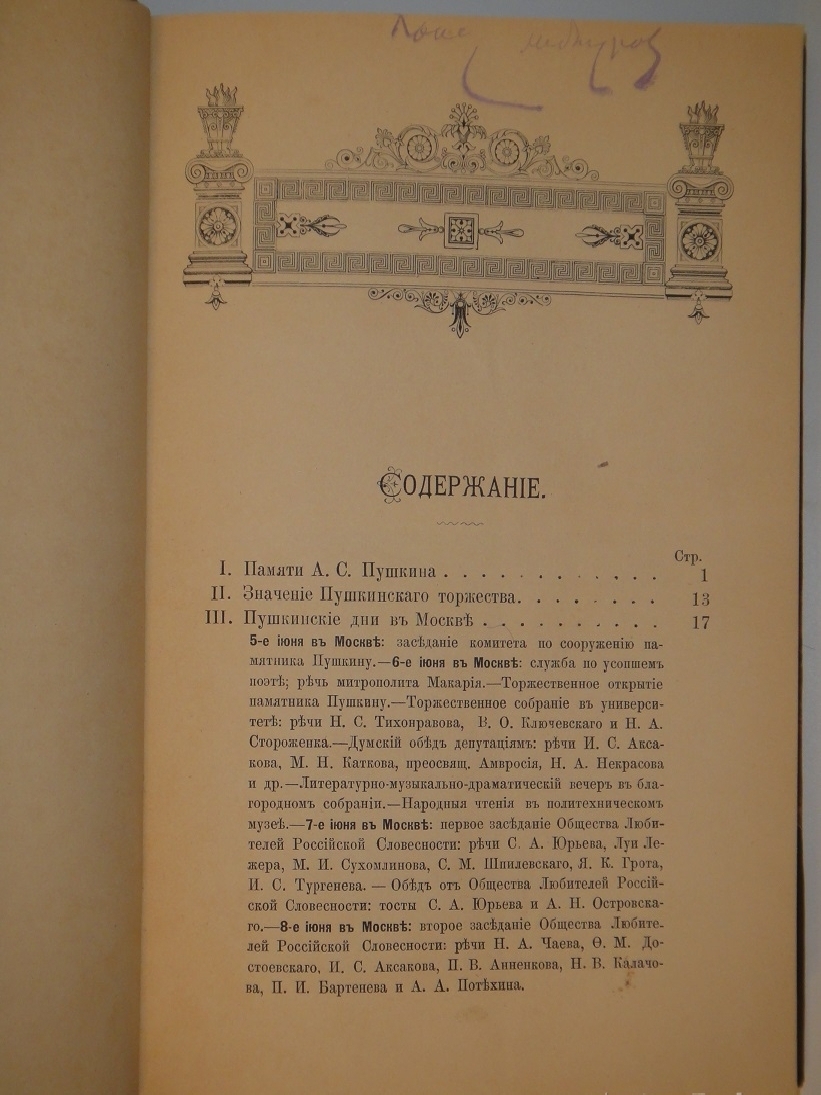 СОДЕРЖАНІЕ.
Стр.
I. Памяти А. С. Пушкина . . . . . . . . . . . . 1
II. Значеніе Пушкинскаго торжества. . . . . . . . 13
III. Пушкинскіе дни въ Москвѣ . . . . . . . . . . 17
5-е іюня въ Москвѣ: засѣданіе комитета по сооруженію па-
мятника Пушкину.—6-е іюня въ Москвѣ: служба по усопшемъ
поэтѣ; рѣчь митрополита Макарія.—Торжественное открытіе
памятника Пушкину.—Торжественное собраніе въ универси-
тетѣ: рѣчи Н. С. Тихонравова, В. О. Ключевскаго и Н. А.
Стороженка.—Думскій обѣдъ депутаціямъ: рѣчи И. С. Акса-
кова, М. Н. Каткова, преосвящ. Амвросія, Н. А. Некрасова
и др.—Литературно-музыкально-драматическій вечеръ въ бла-
городномъ собраніи.—Народныя чтенія въ политехническомъ
музеѣ.—7-е іюня въ Москвѣ: первое засѣданіе Общества Люби-
телей Россійской Словесности: рѣчи С. А. Юрьева, Луи Ле-
жера, М. И. Сухомлинова, С. М. Шпилевскаго, Я. К. Грота,
И. С. Тургенева. — Обѣдъ отъ Общества Любителей Россій-
ской Словесности: тосты С. А. Юрьева и А. Н. Островска-
го.—8-е іюня въ Москвѣ: второе засѣданіе Общества Любите-
лей Россійской Словесности: рѣчи Н. А. Чаева, Ѳ. М. До-
стоевскаго, И. С. Аксакова, П. В. Анненкова, Н. В. Калачо-
ва, П. И. Бартенева и А. А. Потѣхина.